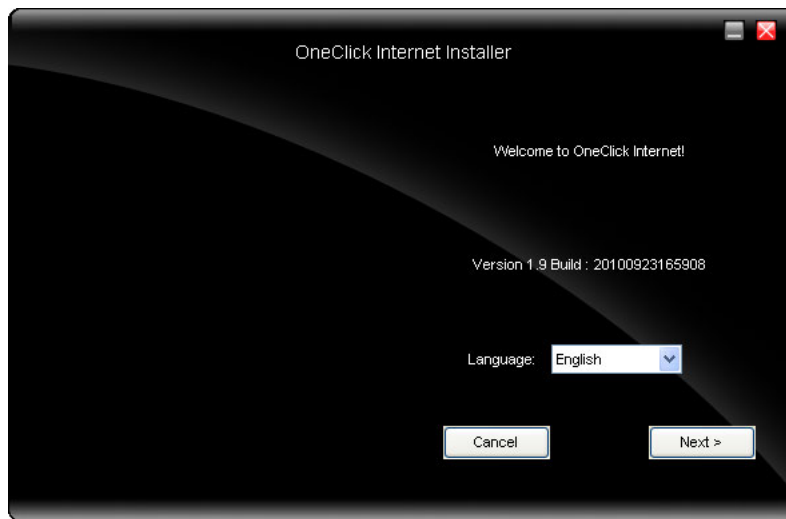 OneClick Internet Installer
Welcome to OneClick Internet!
Version 1.9 Build : 20100923165908
Language: English
Cancel Next >